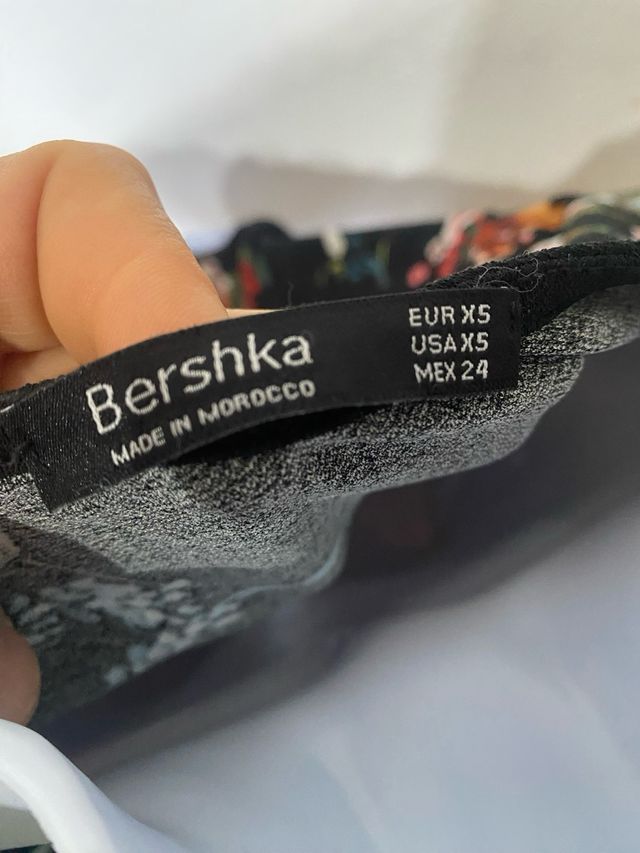 Bershka
MADE IN MOROCCO
EUR XS
USA XS
MEX 24